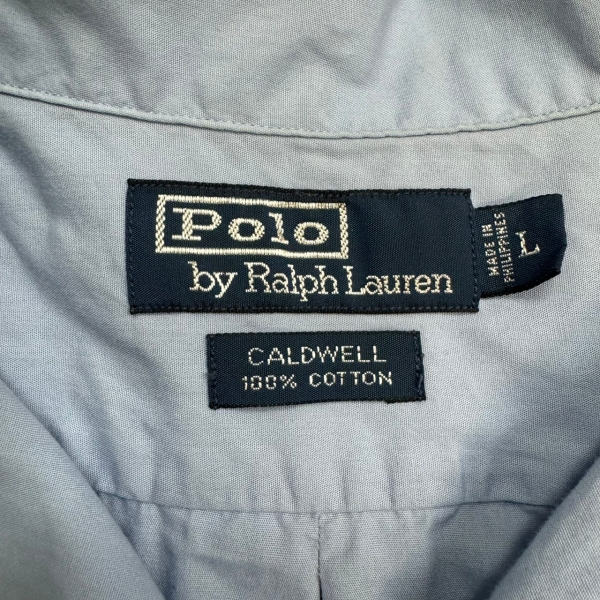 Polo
by Ralph Lauren
MADE IN
PHILIPPINES
L
CALDWELL
100% COTTON